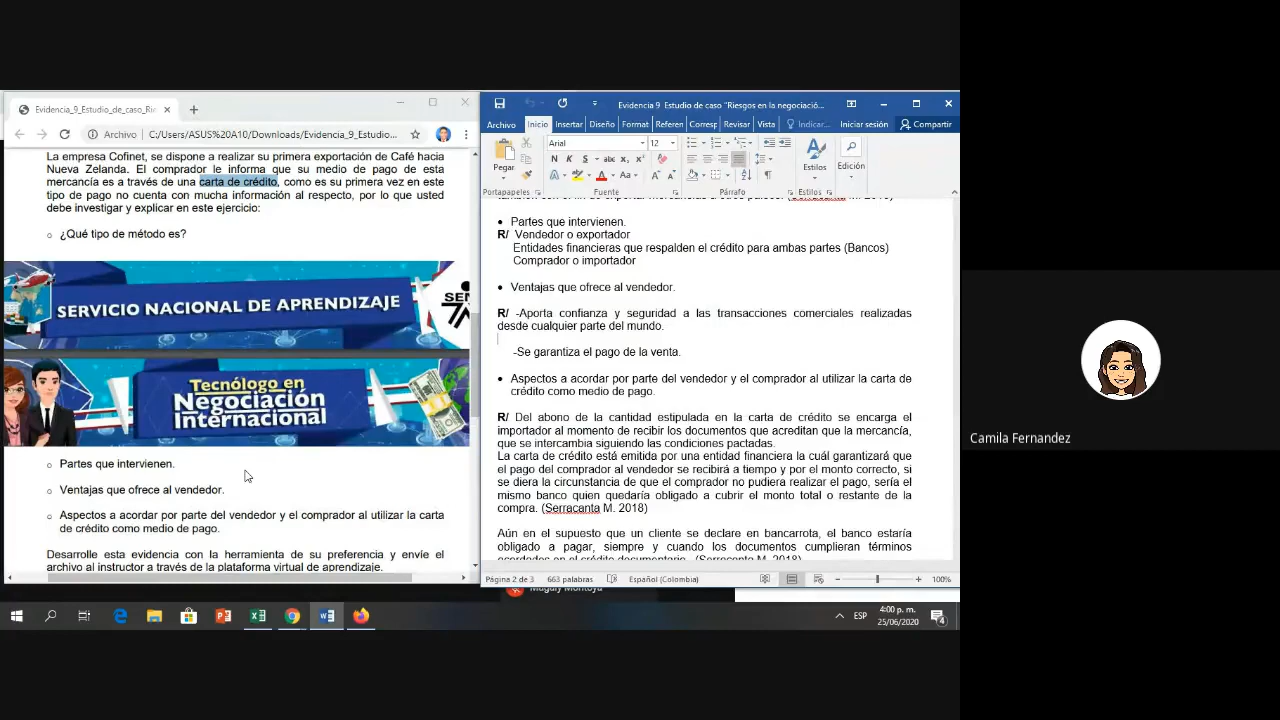 Evidencia_9_Estudio_de_caso_Ri
Archivo
C:/Users/ASUS%20A10/Downloads/Evidencia_9_Estudio...
La empresa Cofinet, se dispone a realizar su primera exportación de Café hacia
Nueva Zelanda. El comprador le informa que su medio de pago de esta
mercancía es a través de una carta de crédito, como es su primera vez en este
tipo de pago no cuenta con mucha información al respecto, por lo que usted
debe investigar y explicar en este ejercicio:
¿Qué tipo de método es?
SERVICIO NACIONAL DE APRENDIZAJE
Tecnólogo en
Negociación
Internacional
Partes que intervienen.
Ventajas que ofrece al vendedor.
Aspectos a acordar por parte del vendedor y el comprador al utilizar la carta
de crédito como medio de pago.
Desarrolle esta evidencia con la herramienta de su preferencia y envíe el
archivo al instructor a través de la plataforma virtual de aprendizaje.
Evidencia 9 Estudio de caso "Riesgos en la negociació...
Archivo Inicio Insertar Diseño Format Referen Corresp Revisar Vista Indicar... Iniciar sesión Compartir
Arial 12
Pegar
N K S
Estilos Edición
Portapapeles Fuente Párrafo Estilos
Partes que intervienen.
R/ Vendedor o exportador
Entidades financieras que respalden el crédito para ambas partes (Bancos)
Comprador o importador
Ventajas que ofrece al vendedor.
R/ -Aporta confianza y seguridad a las transacciones comerciales realizadas
desde cualquier parte del mundo.
-Se garantiza el pago de la venta.
Aspectos a acordar por parte del vendedor y el comprador al utilizar la carta de
crédito como medio de pago.
R/ Del abono de la cantidad estipulada en la carta de crédito se encarga el
importador al momento de recibir los documentos que acreditan que la mercancía,
que se intercambia siguiendo las condiciones pactadas.
La carta de crédito está emitida por una entidad financiera la cuál garantizará que
el pago del comprador al vendedor se recibirá a tiempo y por el monto correcto, si
se diera la circunstancia de que el comprador no pudiera realizar el pago, sería el
mismo banco quien quedaría obligado a cubrir el monto total o restante de la
compra. (Serracanta M. 2018)
Aún en el supuesto que un cliente se declare en bancarrota, el banco estaría
obligado a pagar, siempre y cuando los documentos cumplieran términos
Página 2 de 3 663 palabras Español (Colombia) 100%
Magaly Montoya
ESP
4:00 p. m.
25/06/2020
4
Camila Fernandez